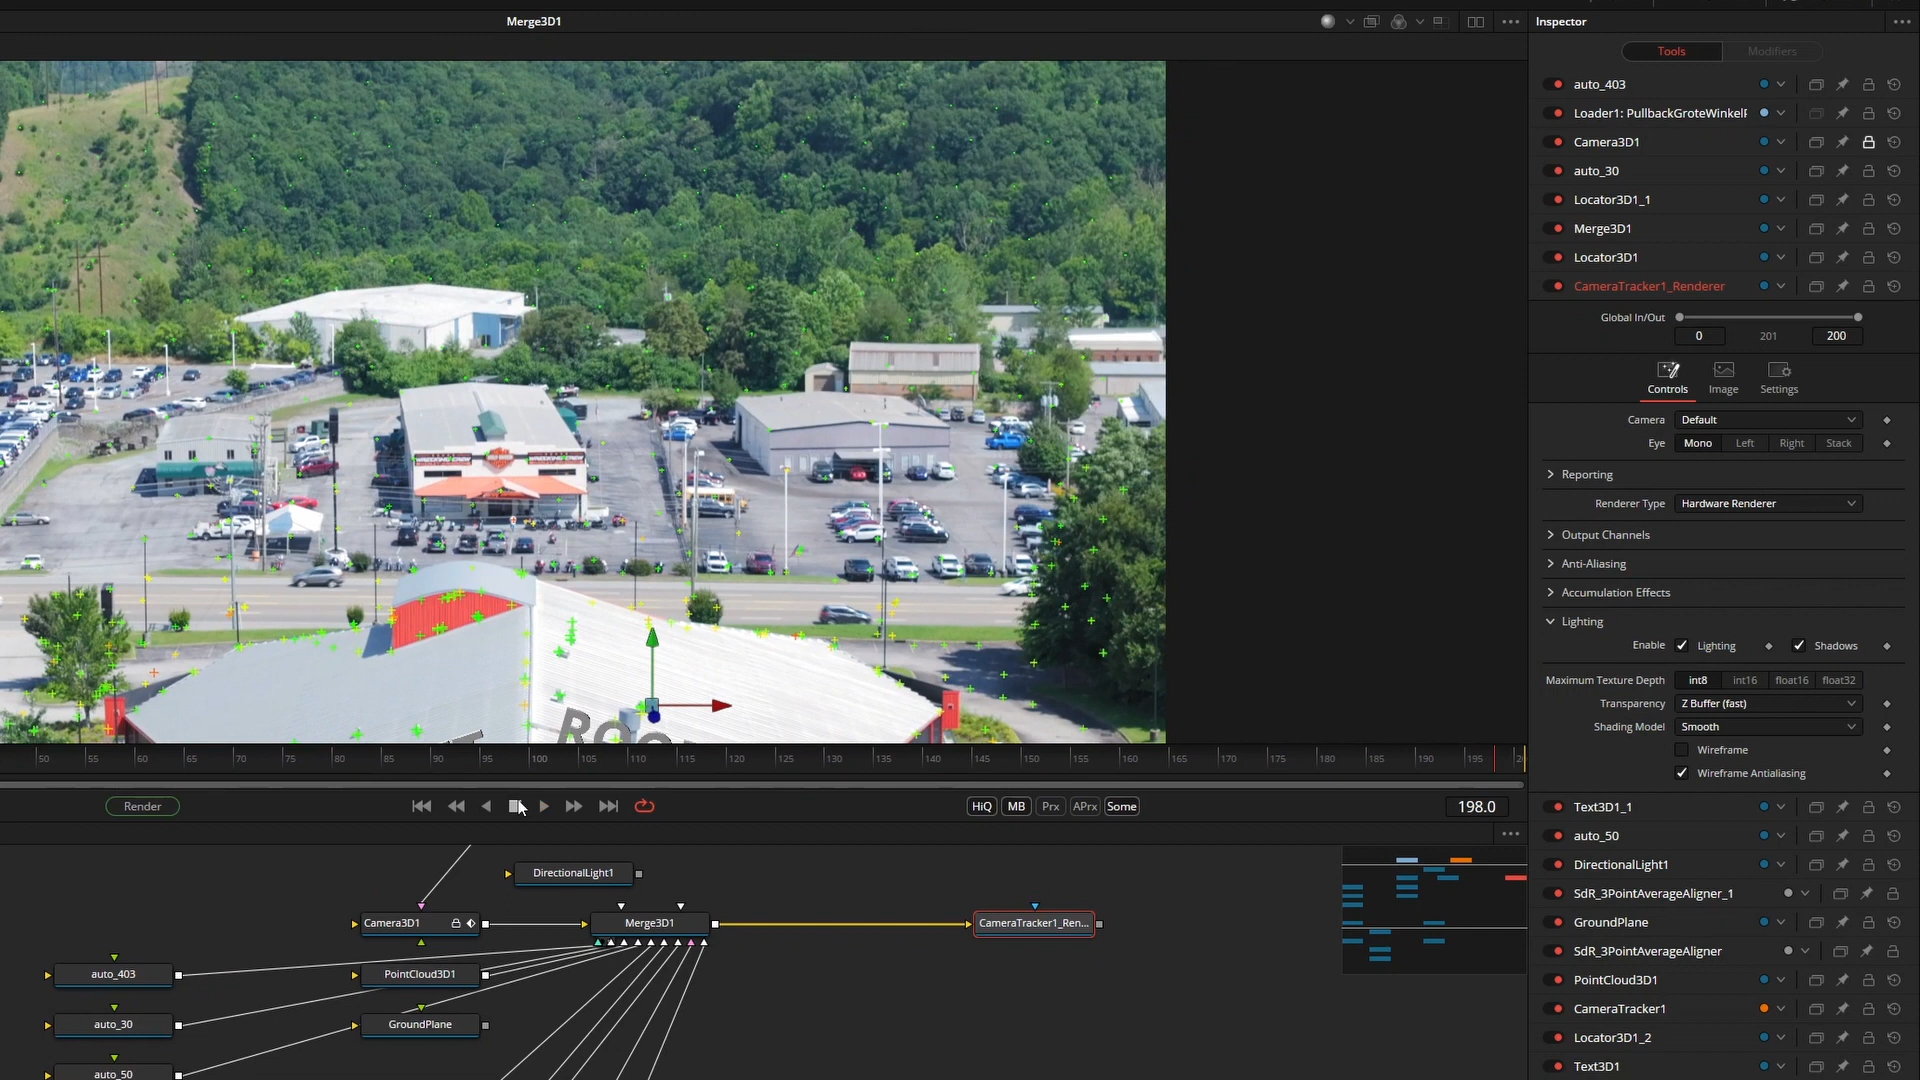 Merge3D1
Inspector
Tools
Modifiers
auto_403
Loader1: PullbackGroteWinkelF
Camera3D1
auto_30
Locator3D1_1
Merge3D1
Locator3D1
CameraTracker1_Renderer
Global In/Out
0
201
200
Controls
Image
Settings
Camera
Default
Eye
Mono
Left
Right
Stack
Reporting
Renderer Type
Hardware Renderer
Output Channels
Anti-Aliasing
Accumulation Effects
Lighting
Enable
Lighting
Shadows
Maximum Texture Depth
int8
int16
float16
float32
Transparency
Z Buffer (fast)
Shading Model
Smooth
Wireframe
Wireframe Antialiasing
50
55
60
65
70
75
80
85
90
95
100
105
110
115
120
125
130
135
140
145
150
155
160
165
170
175
180
185
190
195
Render
HiQ
MB
Prx
APrx
Some
198.0
Text3D1_1
auto_50
DirectionalLight1
SdR_3PointAverageAligner_1
GroundPlane
SdR_3PointAverageAligner
PointCloud3D1
CameraTracker1
Locator3D1_2
Text3D1
DirectionalLight1
Camera3D1
Merge3D1
CameraTracker1_Ren...
auto_403
PointCloud3D1
auto_30
GroundPlane
auto_50